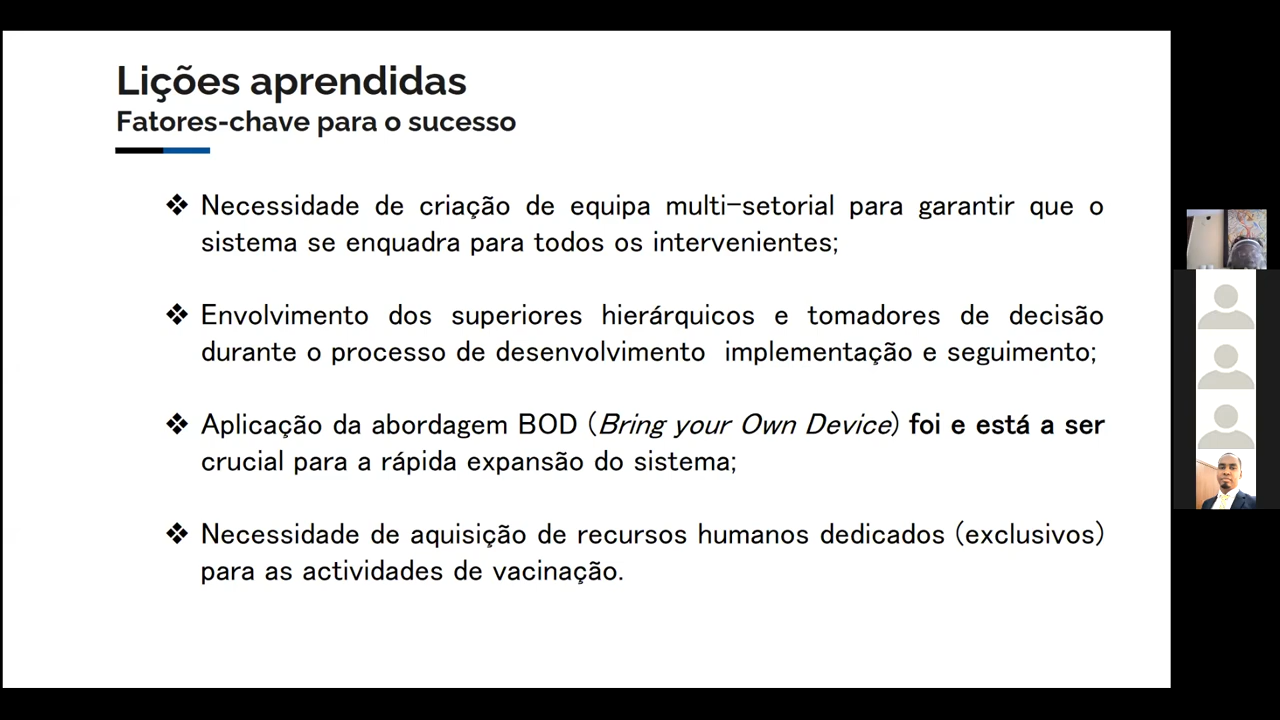 Lições aprendidas
Fatores-chave para o sucesso
❖ Necessidade de criação de equipa multi-setorial para garantir que o
sistema se enquadra para todos os intervenientes;
❖ Envolvimento dos superiores hierárquicos e tomadores de decisão
durante o processo de desenvolvimento implementação e seguimento;
❖ Aplicação da abordagem BOD (Bring your Own Device) foi e está a ser
crucial para a rápida expansão do sistema;
❖ Necessidade de aquisição de recursos humanos dedicados (exclusivos)
para as actividades de vacinação.